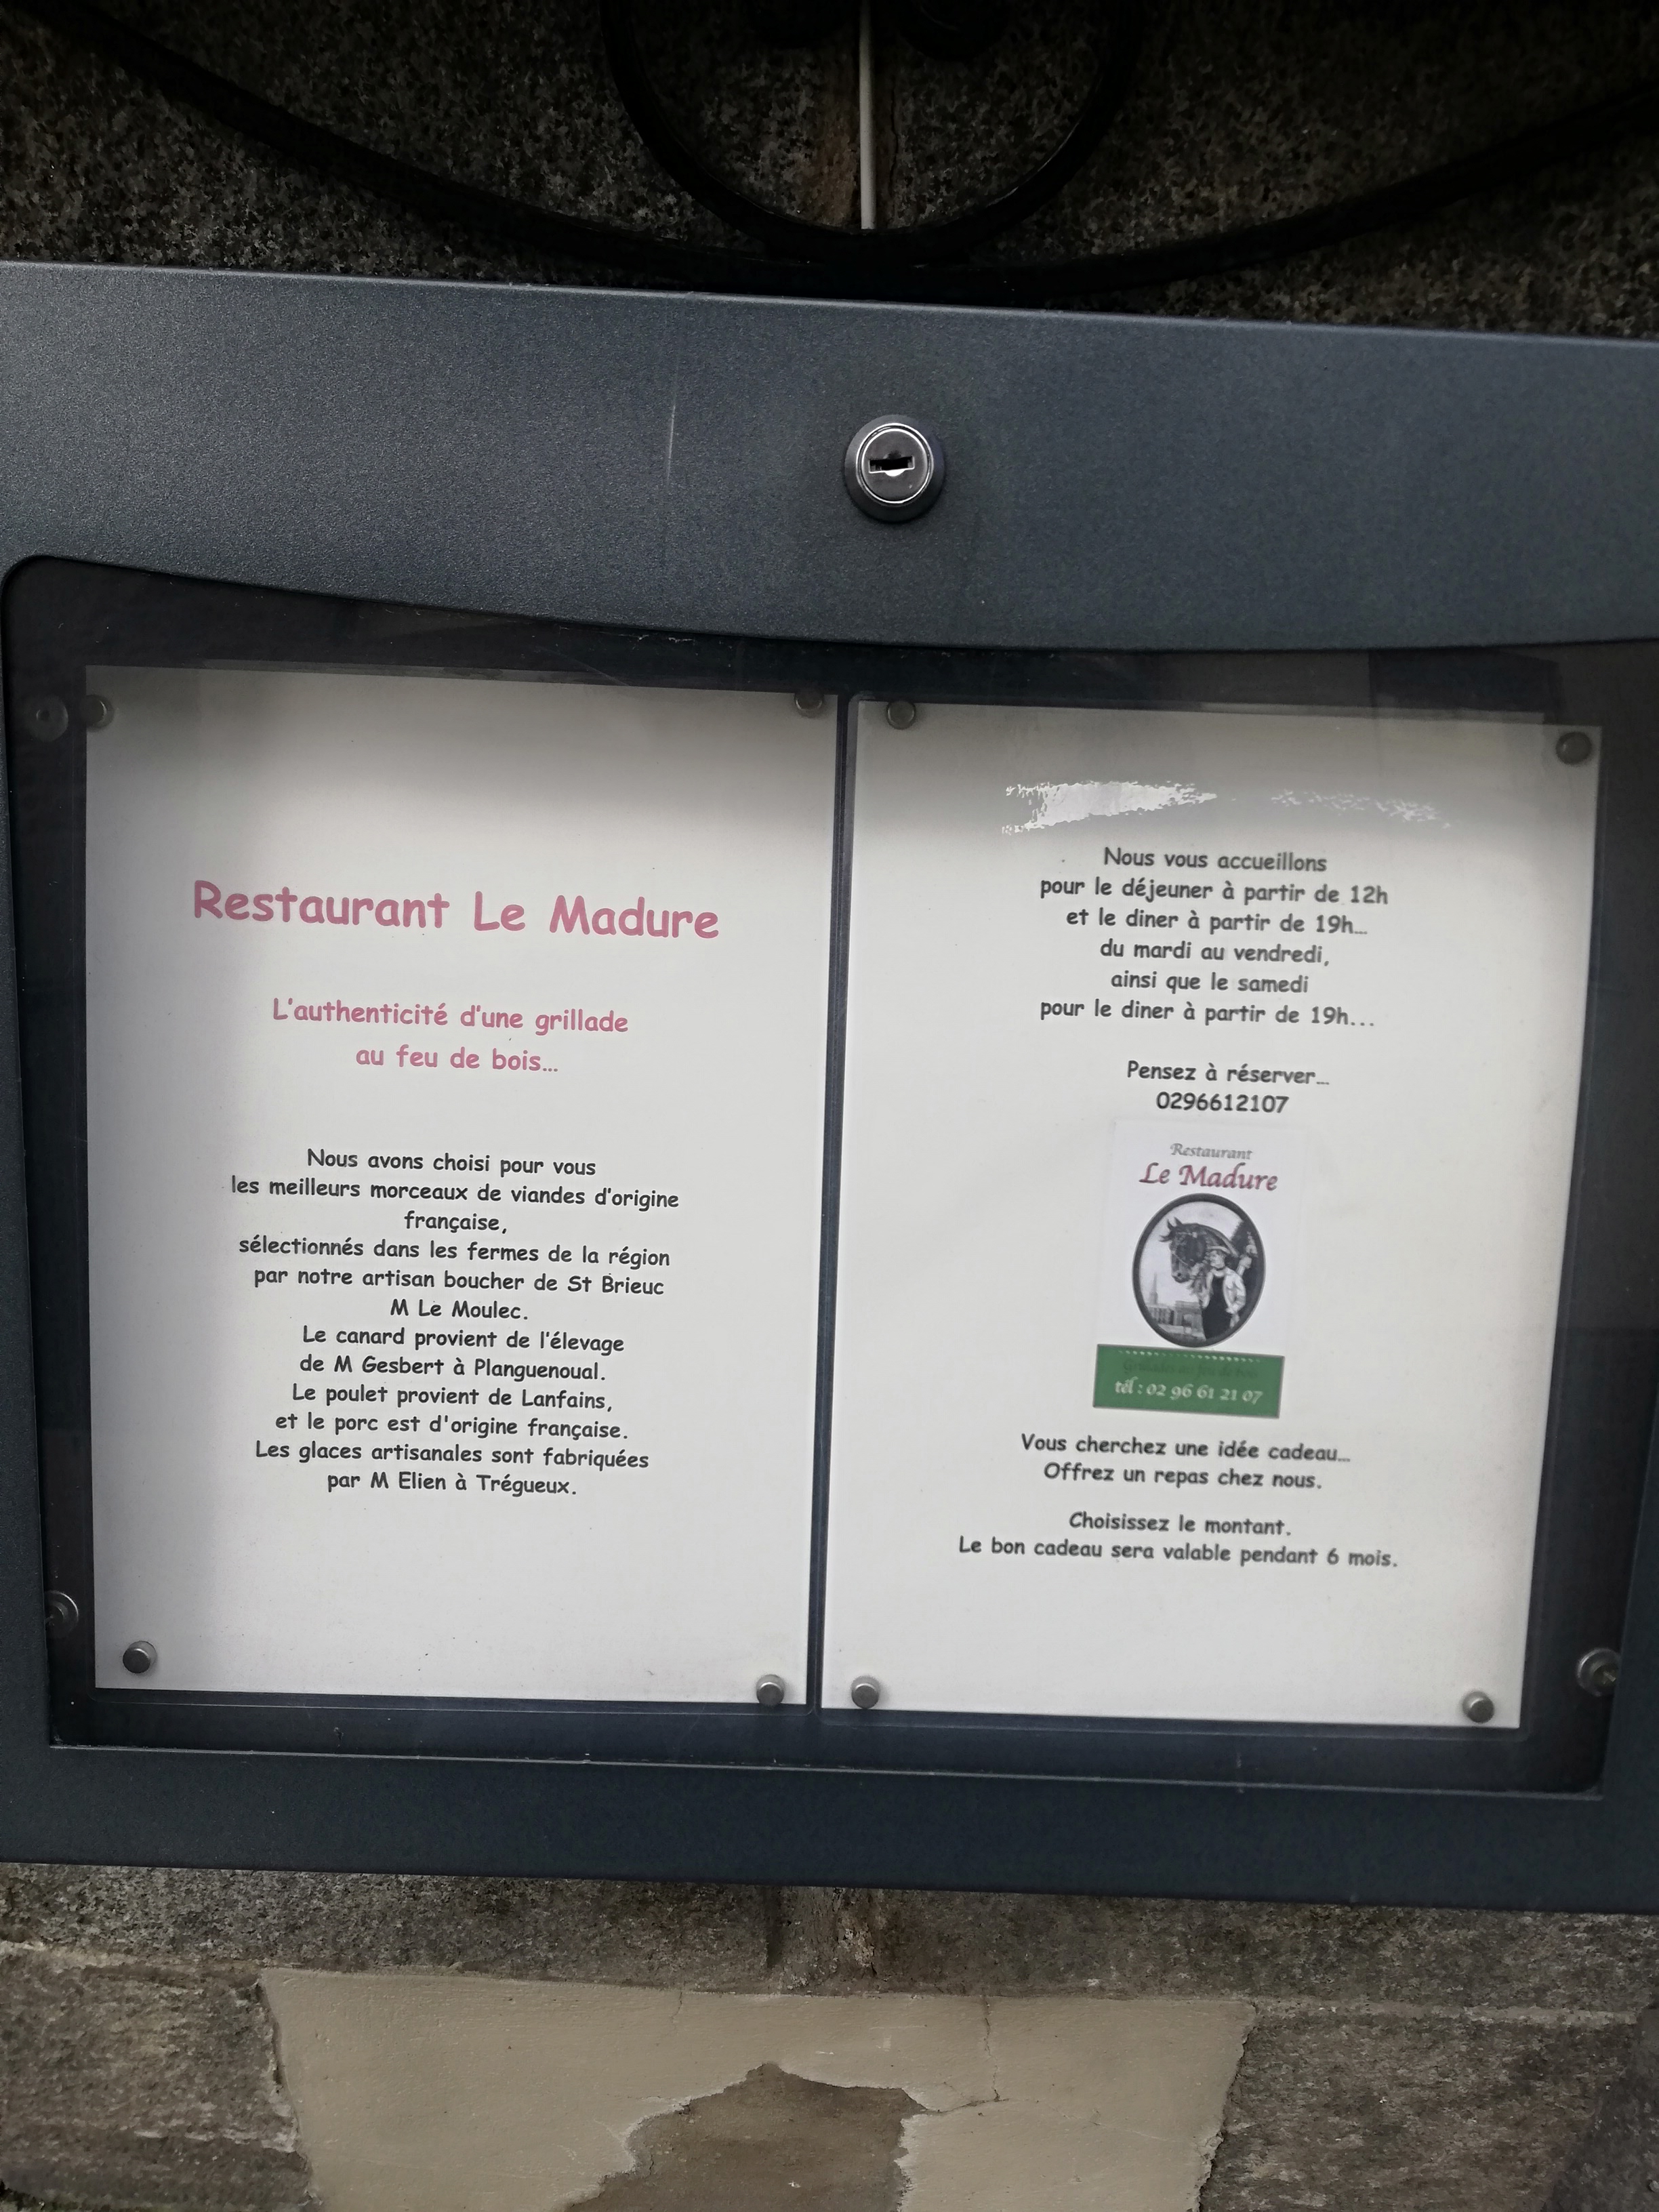 Restaurant Le Madure
L'authenticité d'une grillade
au feu de bois...
Nous avons choisi pour vous
les meilleurs morceaux de viandes d'origine
française,
sélectionnés dans les fermes de la région
par notre artisan boucher de St Brieuc
M Le Moulec.
Le canard provient de l'élevage
de M Gesbert à Planguenoual.
Le poulet provient de Lanfains,
et le porc est d'origine française.
Les glaces artisanales sont fabriquées
par M Elien à Trégueux.
Nous vous accueillons
pour le déjeuner à partir de 12h
et le diner à partir de 19h...
du mardi au vendredi,
ainsi que le samedi
pour le diner à partir de 19h...
Pensez à réserver...
0296612107
Restaurant
Le Madure
tél : 02 96 61 21 07
Vous cherchez une idée cadeau...
Offrez un repas chez nous.
Choisissez le montant.
Le bon cadeau sera valable pendant 6 mois.